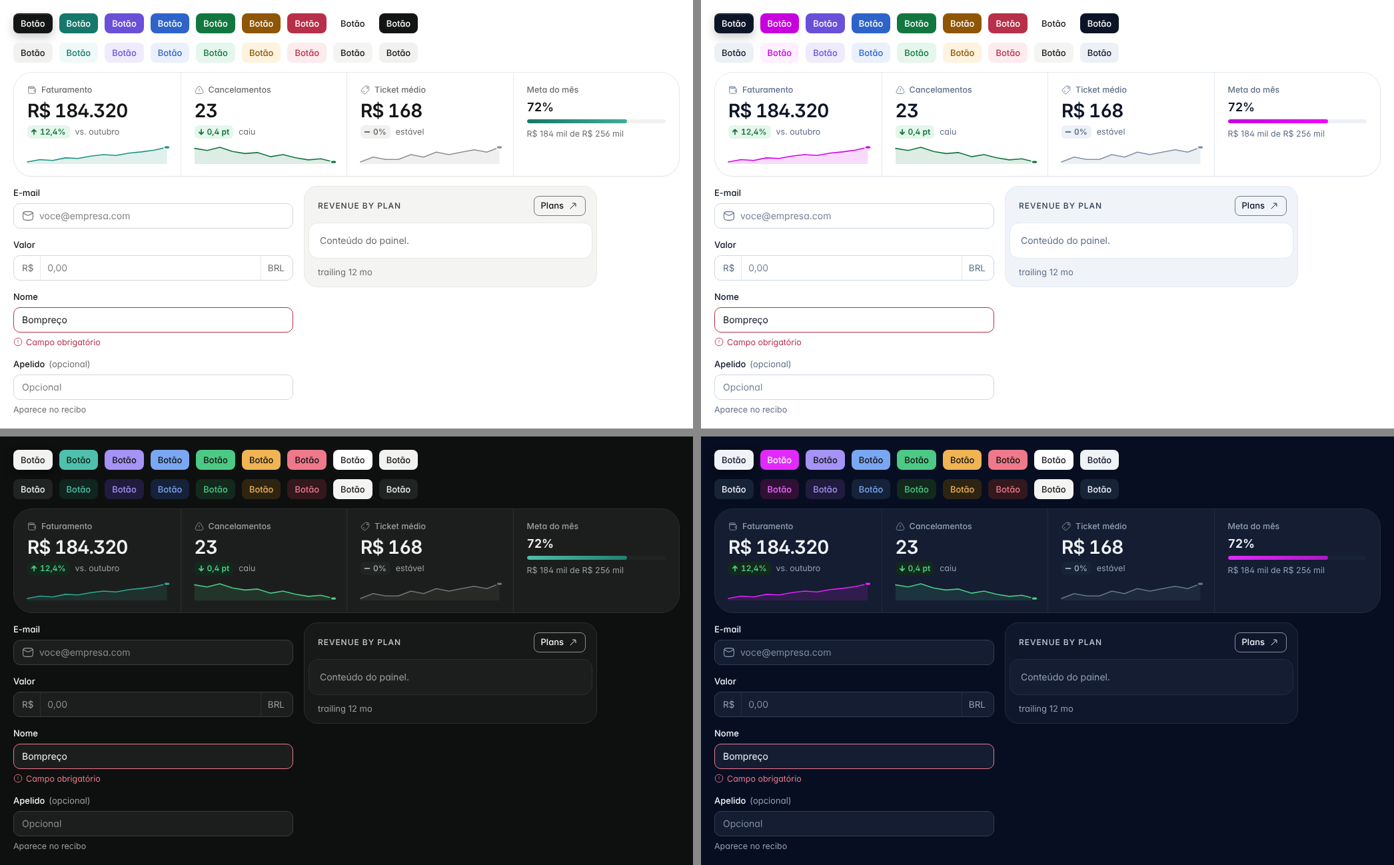 Botão Botão Botão Botão Botão Botão Botão Botão Botão
Botão Botão Botão Botão Botão Botão Botão Botão Botão
Faturamento Cancelamentos Ticket médio Meta do mês
R$ 184.320 23 R$ 168 72%
12,4% vs. outubro 0,4 pt caiu 0% estável R$ 184 mil de R$ 256 mil
E-mail
voce@empresa.com
Valor
R$ 0,00 BRL
Nome
Bompreço
Campo obrigatório
Apelido (opcional)
Opcional
Aparece no recibo
REVENUE BY PLAN Plans
Conteúdo do painel.
trailing 12 mo
Botão Botão Botão Botão Botão Botão Botão Botão Botão
Botão Botão Botão Botão Botão Botão Botão Botão Botão
Faturamento Cancelamentos Ticket médio Meta do mês
R$ 184.320 23 R$ 168 72%
12,4% vs. outubro 0,4 pt caiu 0% estável R$ 184 mil de R$ 256 mil
E-mail
voce@empresa.com
Valor
R$ 0,00 BRL
Nome
Bompreço
Campo obrigatório
Apelido (opcional)
Opcional
Aparece no recibo
REVENUE BY PLAN Plans
Conteúdo do painel.
trailing 12 mo
Botão Botão Botão Botão Botão Botão Botão Botão Botão
Botão Botão Botão Botão Botão Botão Botão Botão Botão
Faturamento Cancelamentos Ticket médio Meta do mês
R$ 184.320 23 R$ 168 72%
12,4% vs. outubro 0,4 pt caiu 0% estável R$ 184 mil de R$ 256 mil
E-mail
voce@empresa.com
Valor
R$ 0,00 BRL
Nome
Bompreço
Campo obrigatório
Apelido (opcional)
Opcional
Aparece no recibo
REVENUE BY PLAN Plans
Conteúdo do painel.
trailing 12 mo
Botão Botão Botão Botão Botão Botão Botão Botão Botão
Botão Botão Botão Botão Botão Botão Botão Botão Botão
Faturamento Cancelamentos Ticket médio Meta do mês
R$ 184.320 23 R$ 168 72%
12,4% vs. outubro 0,4 pt caiu 0% estável R$ 184 mil de R$ 256 mil
E-mail
voce@empresa.com
Valor
R$ 0,00 BRL
Nome
Bompreço
Campo obrigatório
Apelido (opcional)
Opcional
Aparece no recibo
REVENUE BY PLAN Plans
Conteúdo do painel.
trailing 12 mo